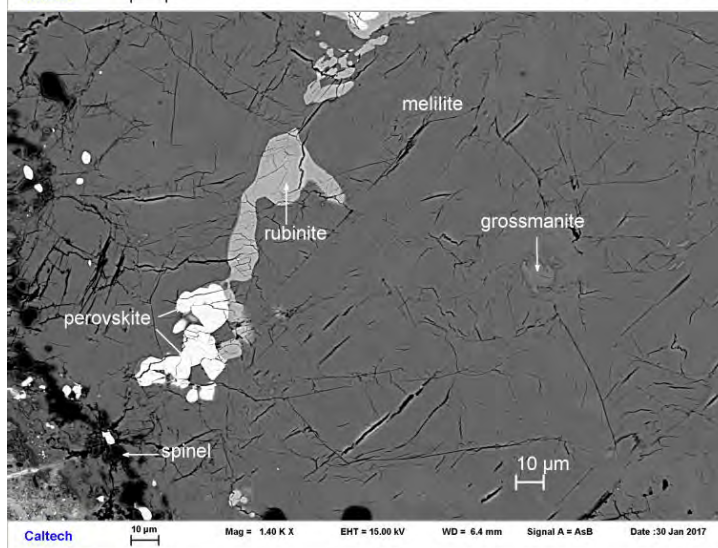 melilite
rubinite
grossmanite
perovskite
spinel
10 µm
Caltech
10 µm
Mag = 1.40 K X
EHT = 15.00 kV
WD = 6.4 mm
Signal A = AsB
Date :30 Jan 2017